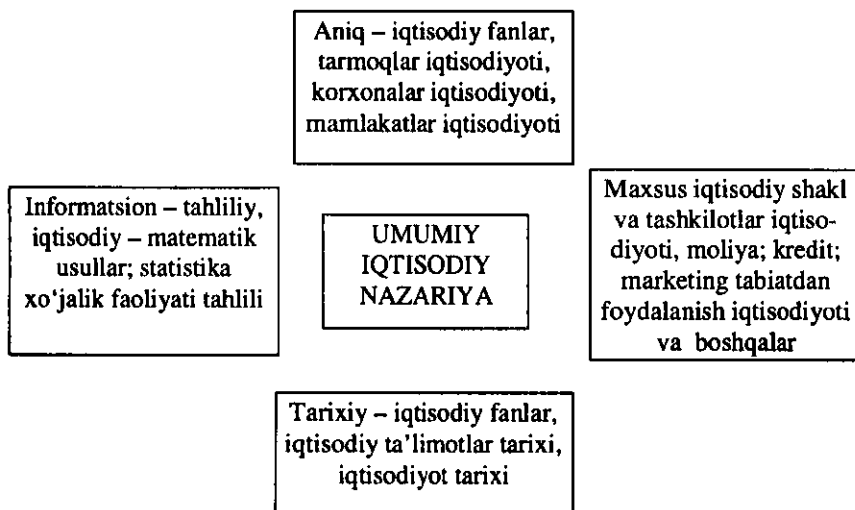 Aniq – iqtisodiy fanlar,
tarmoqlar iqtisodiyoti,
korxonalar iqtisodiyoti,
mamlakatlar iqtisodiyoti
Informatsion – tahliliy,
iqtisodiy – matematik
usullar; statistika
xo‘jalik faoliyati tahlili
UMUMIY
IQTISODIY
NAZARIYA
Maxsus iqtisodiy shakl
va tashkilotlar iqtiso-
diyoti, moliya; kredit;
marketing tabiatdan
foydalanish iqtisodiyoti
va boshqalar
Tarixiy – iqtisodiy fanlar,
iqtisodiy ta’limotlar tarixi,
iqtisodiyot tarixi